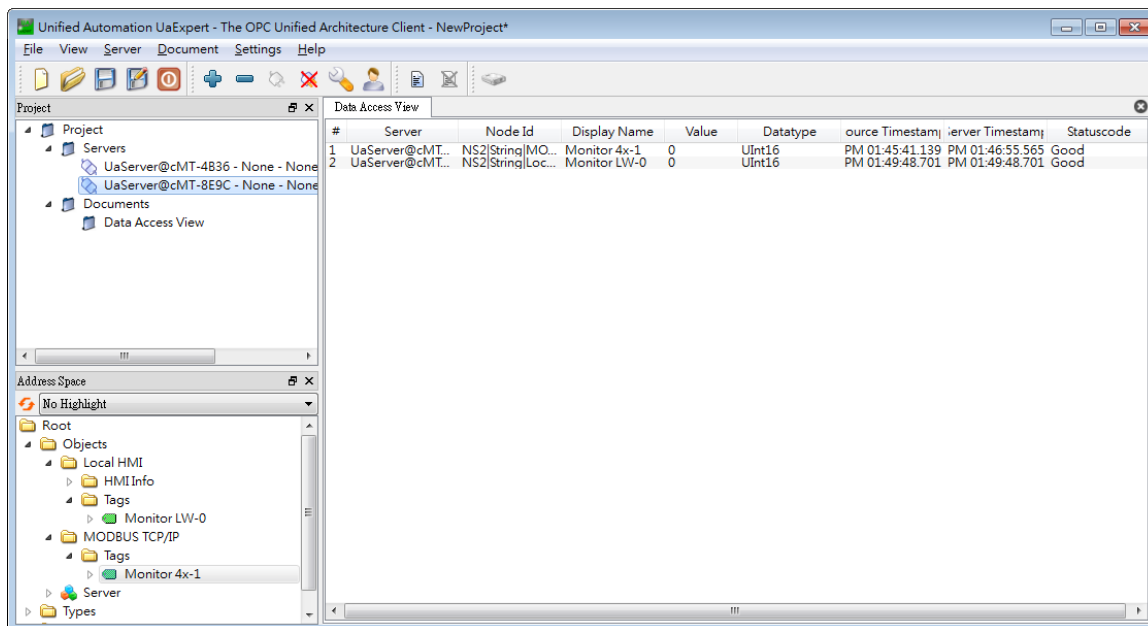 Unified Automation UaExpert - The OPC Unified Architecture Client - NewProject*
File View Server Document Settings Help
Project
Project
Servers
UaServer@cMT-4B36 - None - None
UaServer@cMT-8E9C - None - None
Documents
Data Access View
Address Space
No Highlight
Root
Objects
Local HMI
HMI Info
Tags
Monitor LW-0
MODBUS TCP/IP
Tags
Monitor 4x-1
Server
Types
Data Access View
# Server Node Id Display Name Value Datatype ource Timestam erver Timestam Statuscode
1 UaServer@cMT... NS2|String|MO... Monitor 4x-1 0 UInt16 PM 01:45:41.139 PM 01:46:55.565 Good
2 UaServer@cMT... NS2|String|Loc... Monitor LW-0 0 UInt16 PM 01:49:48.701 PM 01:49:48.701 Good